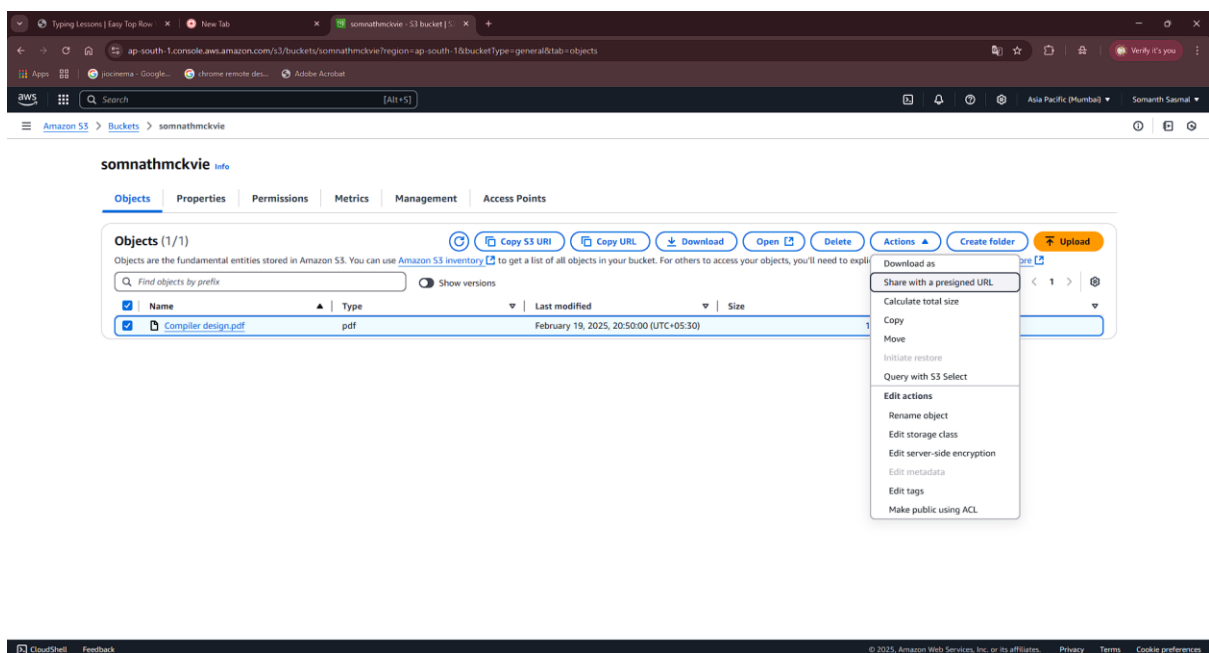 Typing Lessons | Easy Top Row
New Tab
somnathmckvie - S3 bucket | S
ap-south-1.console.aws.amazon.com/s3/buckets/somnathmckvie?region=ap-south-1&bucketType=general&tab=objects
Verify it's you
Apps
jiocinema - Google...
chrome remote des...
Adobe Acrobat
aws
Search
[Alt+S]
Asia Pacific (Mumbai)
Somanth Sasmal
Amazon S3 > Buckets > somnathmckvie
somnathmckvie Info
Objects Properties Permissions Metrics Management Access Points
Objects (1/1)
Copy S3 URI
Copy URL
Download
Open
Delete
Actions
Create folder
Upload
Objects are the fundamental entities stored in Amazon S3. You can use Amazon S3 inventory to get a list of all objects in your bucket. For others to access your objects, you'll need to expli
Find objects by prefix
Show versions
1
Name Type Last modified Size
Compiler design.pdf pdf February 19, 2025, 20:50:00 (UTC+05:30) 1
Download as
Share with a presigned URL
Calculate total size
Copy
Move
Initiate restore
Query with S3 Select
Edit actions
Rename object
Edit storage class
Edit server-side encryption
Edit metadata
Edit tags
Make public using ACL
CloudShell Feedback
© 2025, Amazon Web Services, Inc. or its affiliates. Privacy Terms Cookie preferences